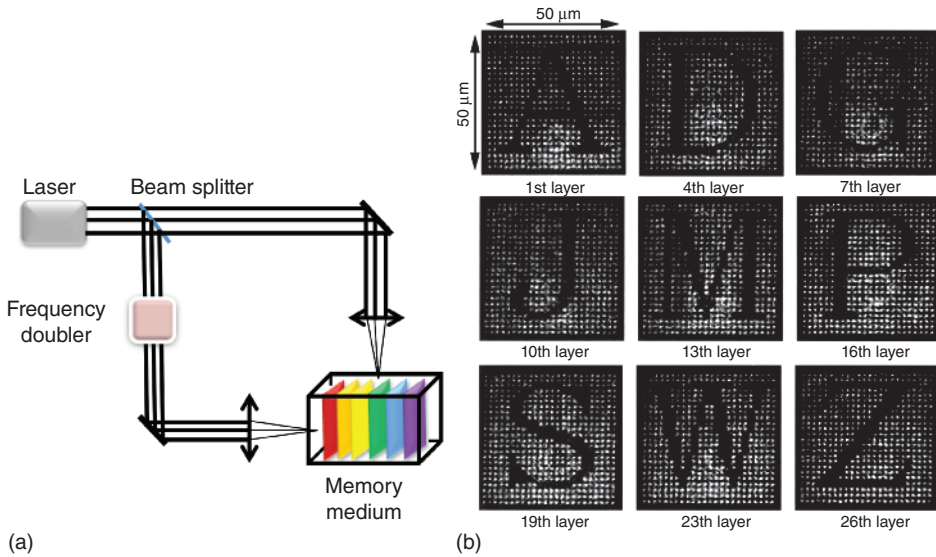 Laser
Beam splitter
Frequency
doubler
Memory
medium
(a)
50 μm
50 μm
A
1st layer
D
4th layer
G
7th layer
J
10th layer
M
13th layer
P
16th layer
S
19th layer
W
23th layer
Z
26th layer
(b)